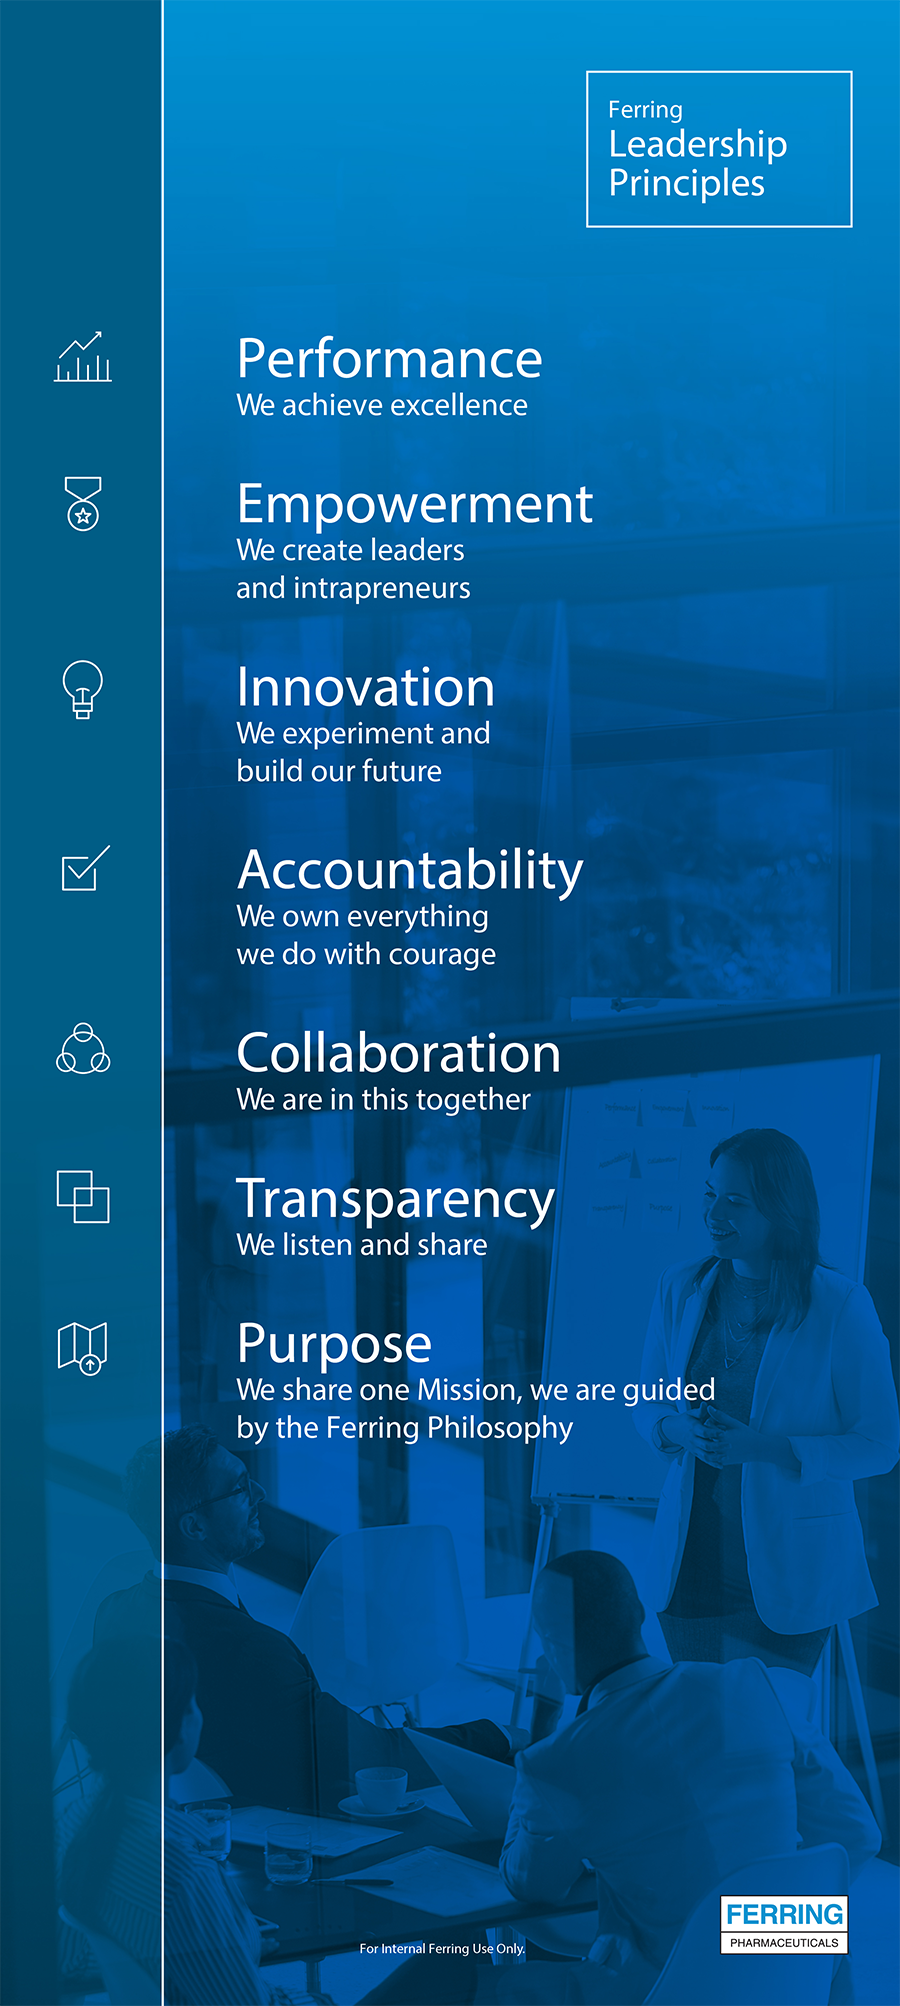 Ferring
Leadership
Principles
Performance
We achieve excellence
Empowerment
We create leaders
and intrapreneurs
Innovation
We experiment and
build our future
Accountability
We own everything
we do with courage
Collaboration
We are in this together
Transparency
We listen and share
Purpose
We share one Mission, we are guided
by the Ferring Philosophy
For Internal Ferring Use Only.
FERRING
PHARMACEUTICALS